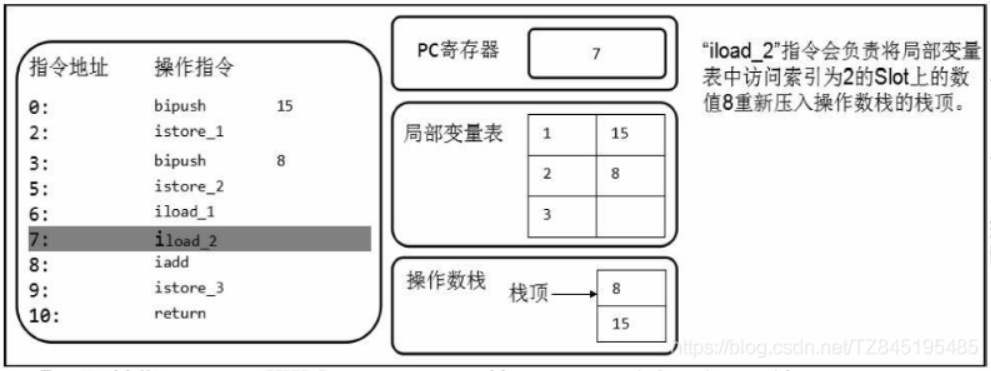 指令地址 操作指令
0: bipush 15
2: istore_1
3: bipush 8
5: istore_2
6: iload_1
7: iload_2
8: iadd
9: istore_3
10: return
PC寄存器 7
局部变量表
1 15
2 8
3
操作数栈
栈顶 8
15
“iload_2”指令会负责将局部变量
表中访问索引为2的Slot上的数
值8重新压入操作数栈的栈顶。
https://blog.csdn.net/TZ845195485